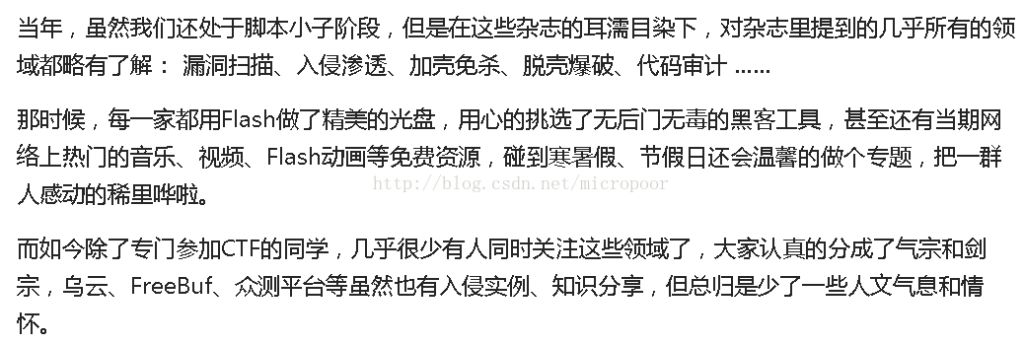 当年，虽然我们还处于脚本小子阶段，但是在这些杂志的耳濡目染下，对杂志里提到的几乎所有的领
域都略有了解： 漏洞扫描、入侵渗透、加壳免杀、脱壳爆破、代码审计 ……
那时候，每一家都用Flash做了精美的光盘，用心的挑选了无后门无毒的黑客工具，甚至还有当期网
络上热门的音乐、视频、Flash动画等免费资源，碰到寒暑假、节假日还会温馨的做个专题，把一群
http://blog.csdn.net/micropoor
人感动的稀里哗啦。
而如今除了专门参加CTF的同学，几乎很少有人同时关注这些领域了，大家认真的分成了气宗和剑
宗，乌云、FreeBuf、众测平台等虽然也有入侵实例、知识分享，但总归是少了一些人文气息和情
怀。